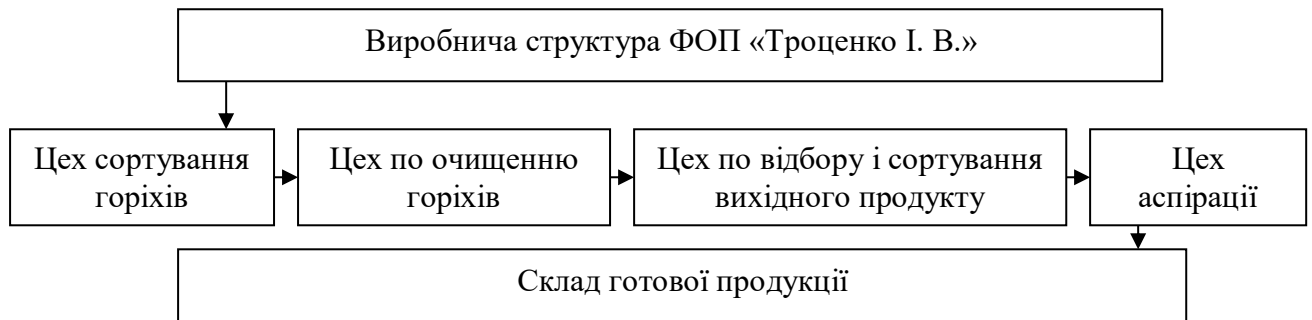 Виробнича структура ФОП «Троценко І. В.»
Цех сортування
горіхів
Цех по очищенню
горіхів
Цех по відбору і сортування
вихідного продукту
Цех
аспірації
Склад готової продукції